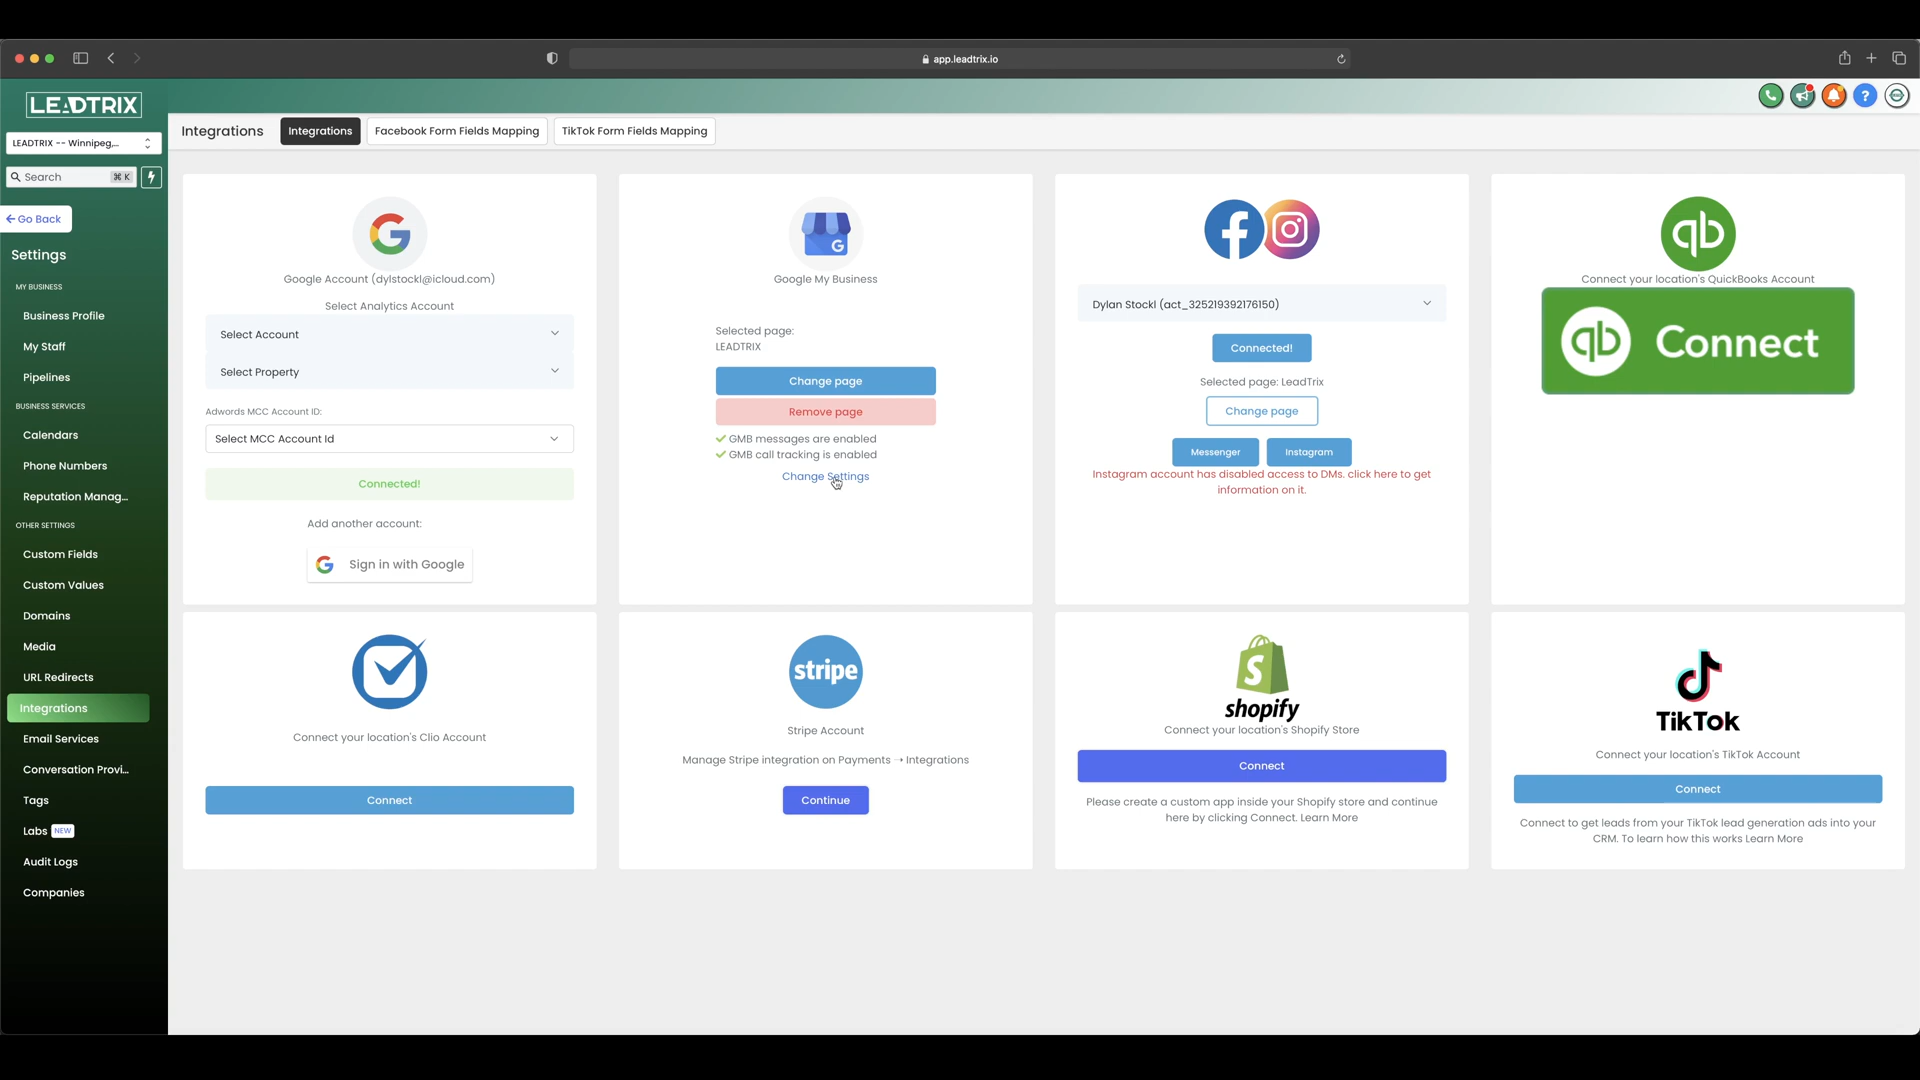 app.leadtrix.io
LEADTRIX
LEADTRIX -- Winnipeg,...
Search
⌘ K
Go Back
Settings
MY BUSINESS
Business Profile
My Staff
Pipelines
BUSINESS SERVICES
Calendars
Phone Numbers
Reputation Manag...
OTHER SETTINGS
Custom Fields
Custom Values
Domains
Media
URL Redirects
Integrations
Email Services
Conversation Provi...
Tags
Labs NEW
Audit Logs
Companies
Integrations
Integrations
Facebook Form Fields Mapping
TikTok Form Fields Mapping
Google Account (dylstockl@icloud.com)
Select Analytics Account
Select Account
Select Property
Adwords MCC Account ID:
Select MCC Account Id
Connected!
Add another account:
Sign in with Google
G
Google My Business
Selected page:
LEADTRIX
Change page
Remove page
GMB messages are enabled
GMB call tracking is enabled
Change Settings
Dylan Stockl (act_325219392176150)
Connected!
Selected page: LeadTrix
Change page
Messenger
Instagram
Instagram account has disabled access to DMs. click here to get
information on it.
qb
Connect your location's QuickBooks Account
qb Connect
Connect your location's Clio Account
Connect
stripe
Stripe Account
Manage Stripe integration on Payments → Integrations
Continue
shopify
Connect your location's Shopify Store
Connect
Please create a custom app inside your Shopify store and continue
here by clicking Connect. Learn More
TikTok
Connect your location's TikTok Account
Connect
Connect to get leads from your TikTok lead generation ads into your
CRM. To learn how this works Learn More